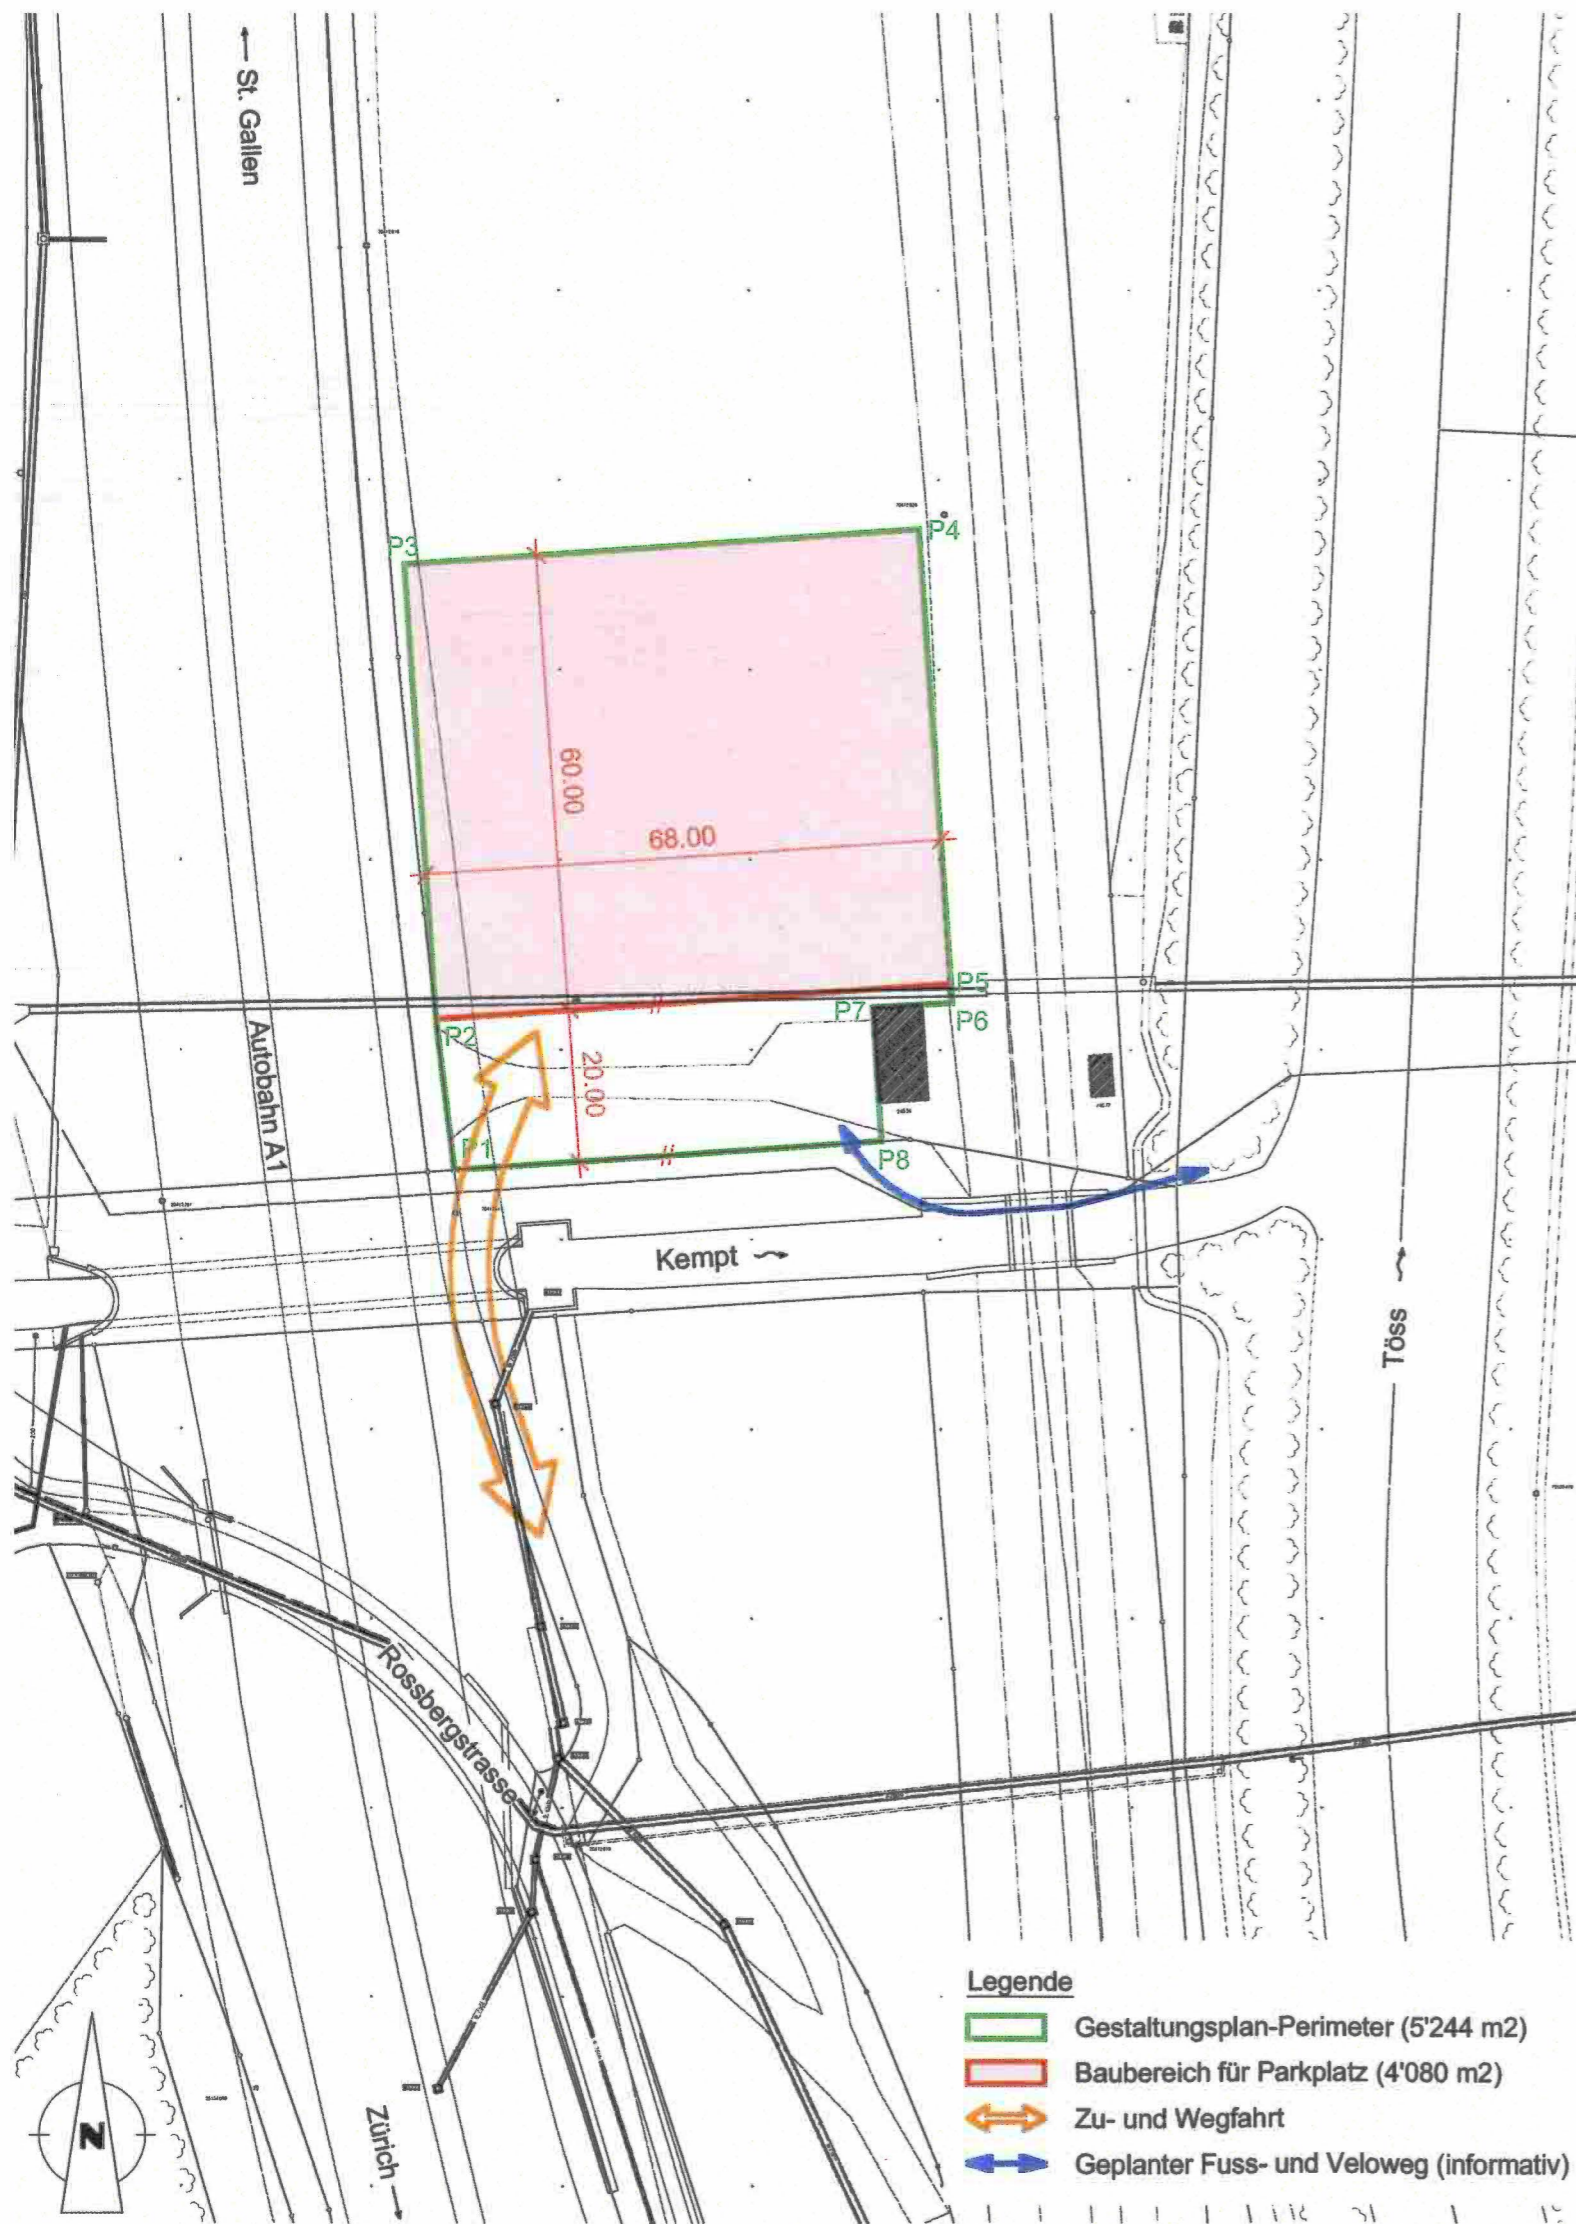 ← St. Gallen
P3
P4
60.00
68.00
P5
P7
P6
P2
20.00
Autobahn A1
P1
P8
Kempt
Töss
Rossbergstrasse
Zürich →
N
Legende
Gestaltungsplan-Perimeter (5'244 m2)
Baubereich für Parkplatz (4'080 m2)
Zu- und Wegfahrt
Geplanter Fuss- und Veloweg (informativ)